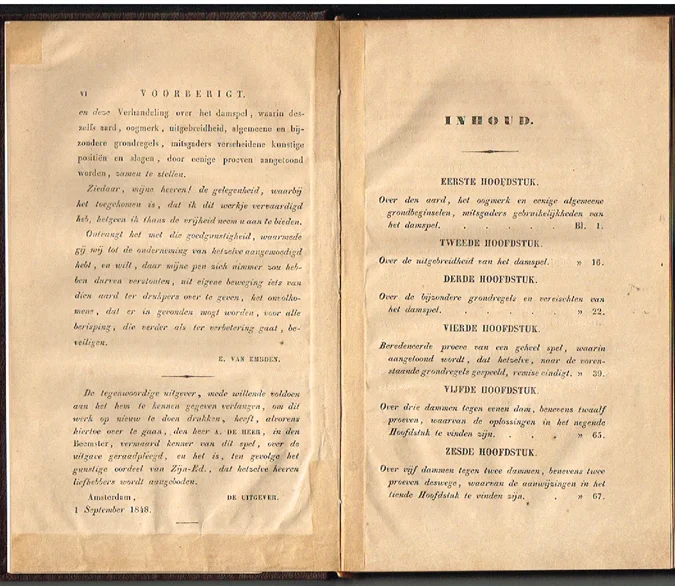 VI VOORBERIGT.
en deze Verhandeling over het damspel, waarin des-
zelfs aard, oogmerk, uitgebreidheid, algemeene en bij-
zondere grondregels, mitsgaders verscheidene kunstige
positiën en slagen, door eenige proeven aangetoond
worden, zamen te stellen.
Ziedaar, mijne heeren! de gelegenheid, waarbij
het toegekomen is, dat ik dit werkje vervaardigd
heb, hetgeen ik thans de vrijheid neem u aan te bieden.
Ontvangt het met die goedgunstigheid, waarmede
gij mij tot de onderneming van hetzelve aangemoedigd
hebt, en wilt, daar mijne pen zich nimmer zou heb-
ben durven verstouten, uit eigene beweging iets van
dien aard ter drukpers over te geven, het onvolko-
mene, dat er in gevonden mogt worden, voor alle
berisping, die verder als ter verbetering gaat, be-
veiligen.
E. VAN EMBDEN.
De tegenwoordige uitgever, mede willende voldoen
aan het hem te kennen gegeven verlangen, om dit
werk op nieuw te doen drukken, heeft, alvorens
hiertoe over te gaan, den heer A. DE HEER, in den
Beemster, vermaard kenner van dit spel, over de
uitgave geraadpleegd, en het is, ten gevolge het
gunstige oordeel van Zijn-Ed., dat hetzelve heeren
liefhebbers wordt aangeboden.
Amsterdam, DE UITGEVER.
1 September 1848.
INHOUD.
EERSTE HOOFDSTUK.
Over den aard, het oogmerk en eenige algemeene
grondbeginselen, mitsgaders gebruikelijkheden van
het damspel. . . . . . Bl. 1.
TWEEDE HOOFDSTUK.
Over de uitgebreidheid van het damspel. » 16.
DERDE HOOFDSTUK.
Over de bijzondere grondregels en vereischten van
het damspel. . . . . . » 22.
VIERDE HOOFDSTUK.
Beredeneerde proeve van een geheel spel, waarin
aangetoond wordt, dat hetzelve, naar de voren-
staande grondregels gespeeld, remise eindigt. » 39.
VIJFDE HOOFDSTUK.
Over drie dammen tegen eenen dam, benevens twaalf
proeven, waarvan de oplossingen in het negende
Hoofdstuk te vinden zijn. . . . » 65.
ZESDE HOOFDSTUK.
Over vijf dammen tegen twee dammen, benevens twee
proeven deswege, waarvan de aanwijzingen in het
tiende Hoofdstuk te vinden zijn. . » 67.